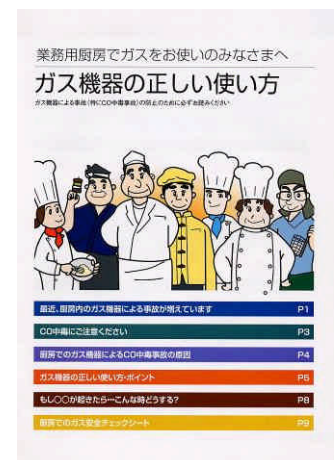 業務用厨房でガスをお使いのみなさまへ
ガス機器の正しい使い方
ガス機器による事故(特にCO中毒事故)の防止のために必ずお読みください
最近、厨房内のガス機器による事故が増えています P1
CO中毒にご注意ください P3
厨房でのガス機器によるCO中毒事故の原因 P4
ガス機器の正しい使い方・ポイント P5
もし○○が起きたら…こんな時どうする? P8
厨房でのガス安全チェックシート P9